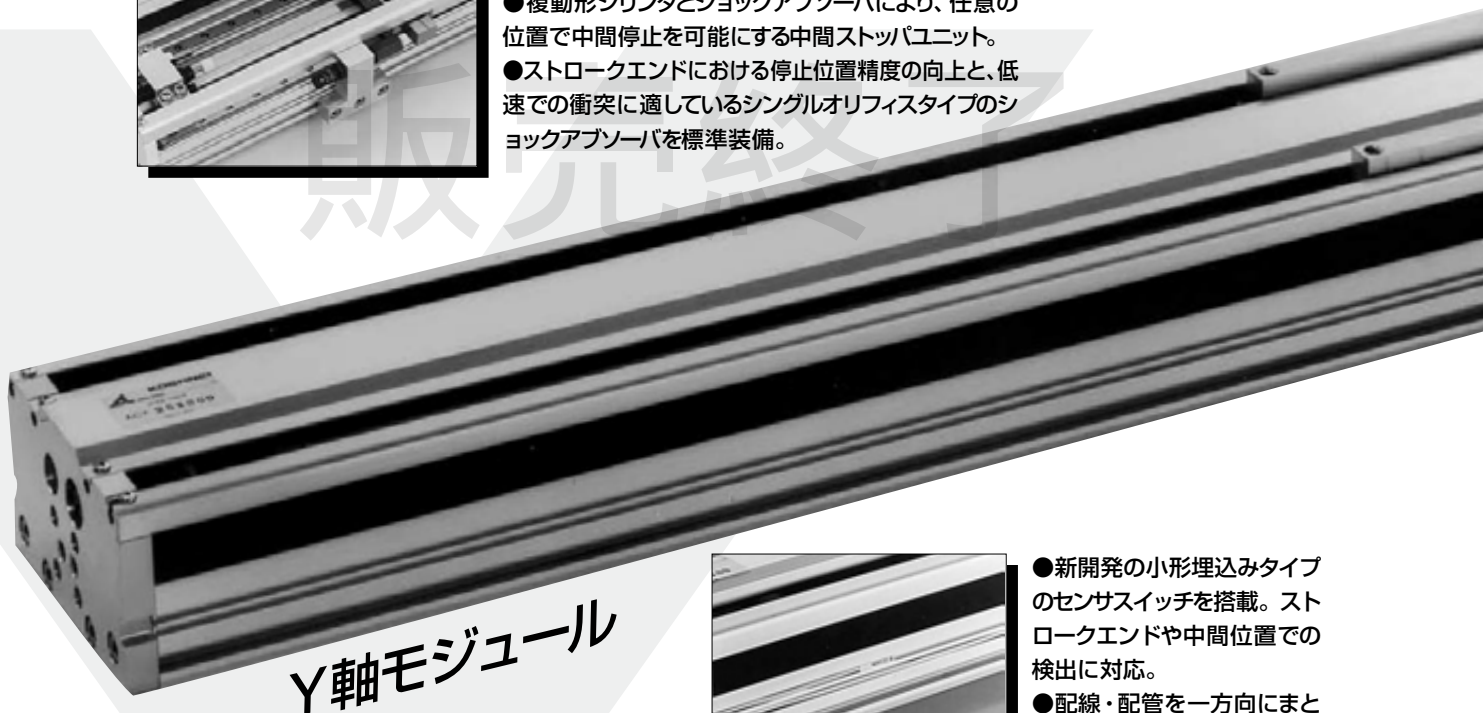 ●複動形シリンダとショックアブソーバにより、任意の
位置で中間停止を可能にする中間ストッパユニット。
●ストロークエンドにおける停止位置精度の向上と、低
速での衝突に適しているシングルオリフィスタイプのシ
ョックアブソーバを標準装備。
販売終了
KOGANEI
Y軸モジュール
●新開発の小形埋込みタイプ
のセンサスイッチを搭載。スト
ロークエンドや中間位置での
検出に対応。
●配線・配管を一方向にまと